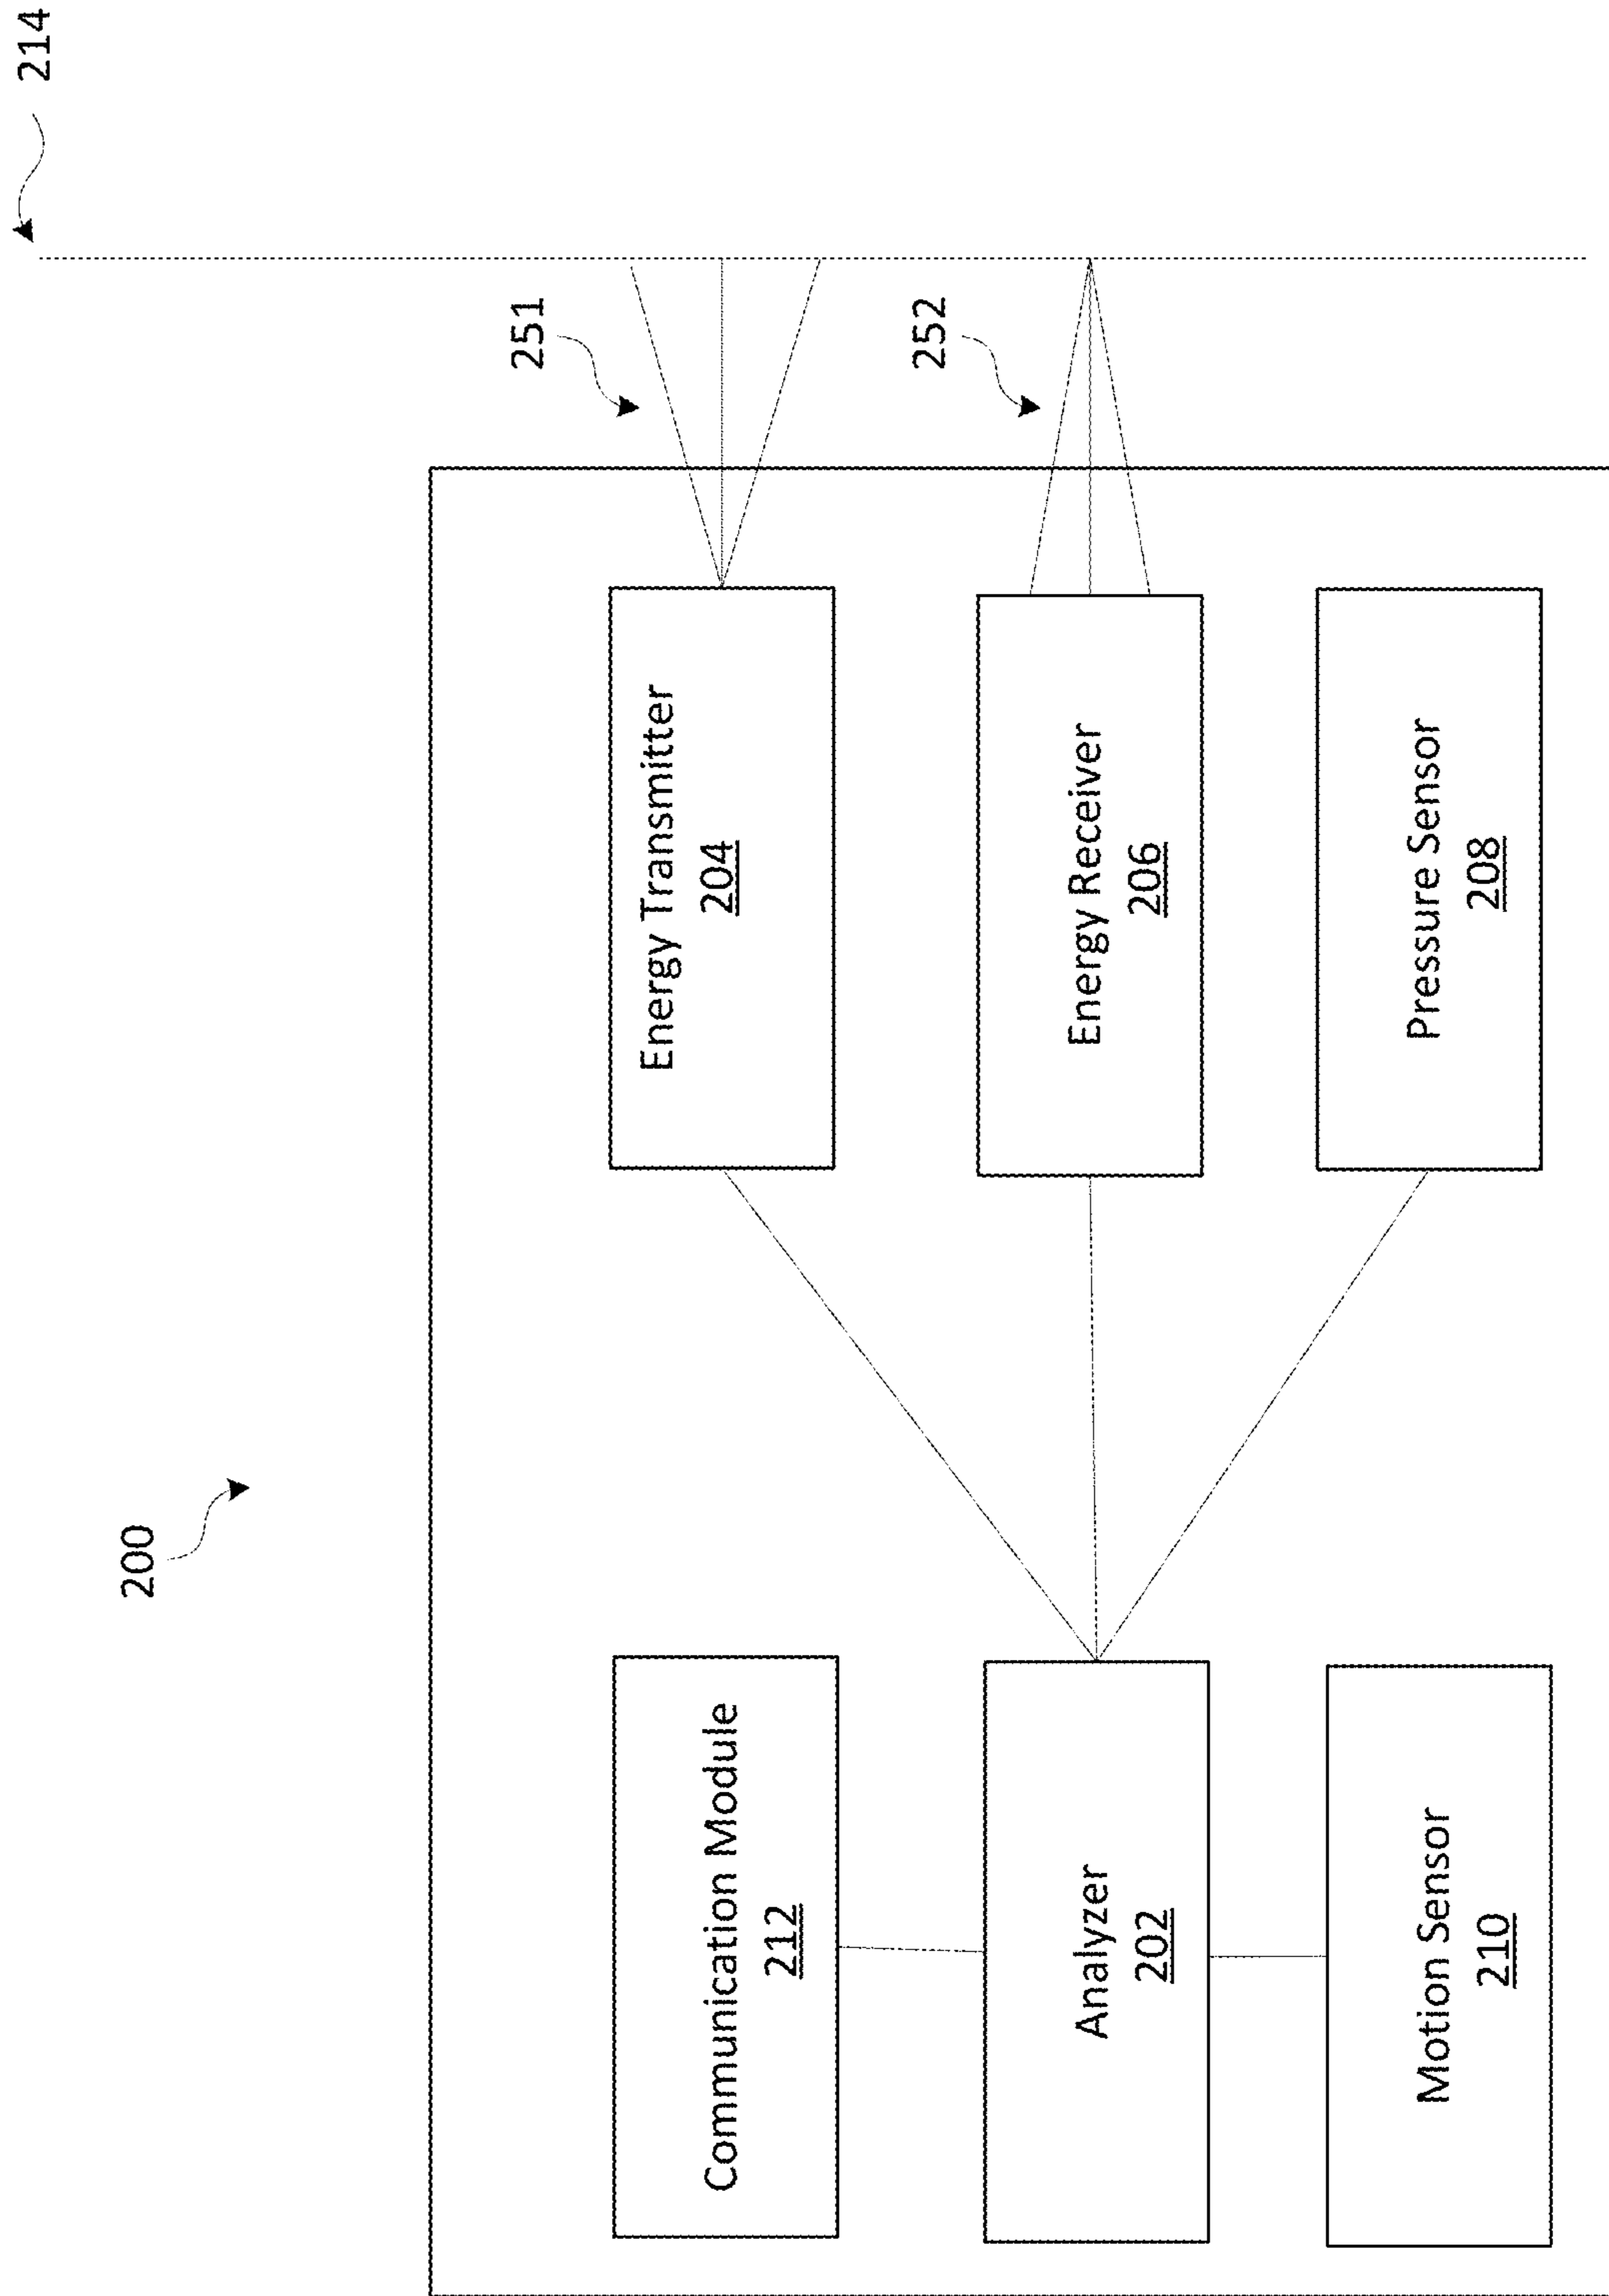 200
214
251
252
Communication Module
212
Energy Transmitter
204
Analyzer
202
Energy Receiver
206
Motion Sensor
210
Pressure Sensor
208